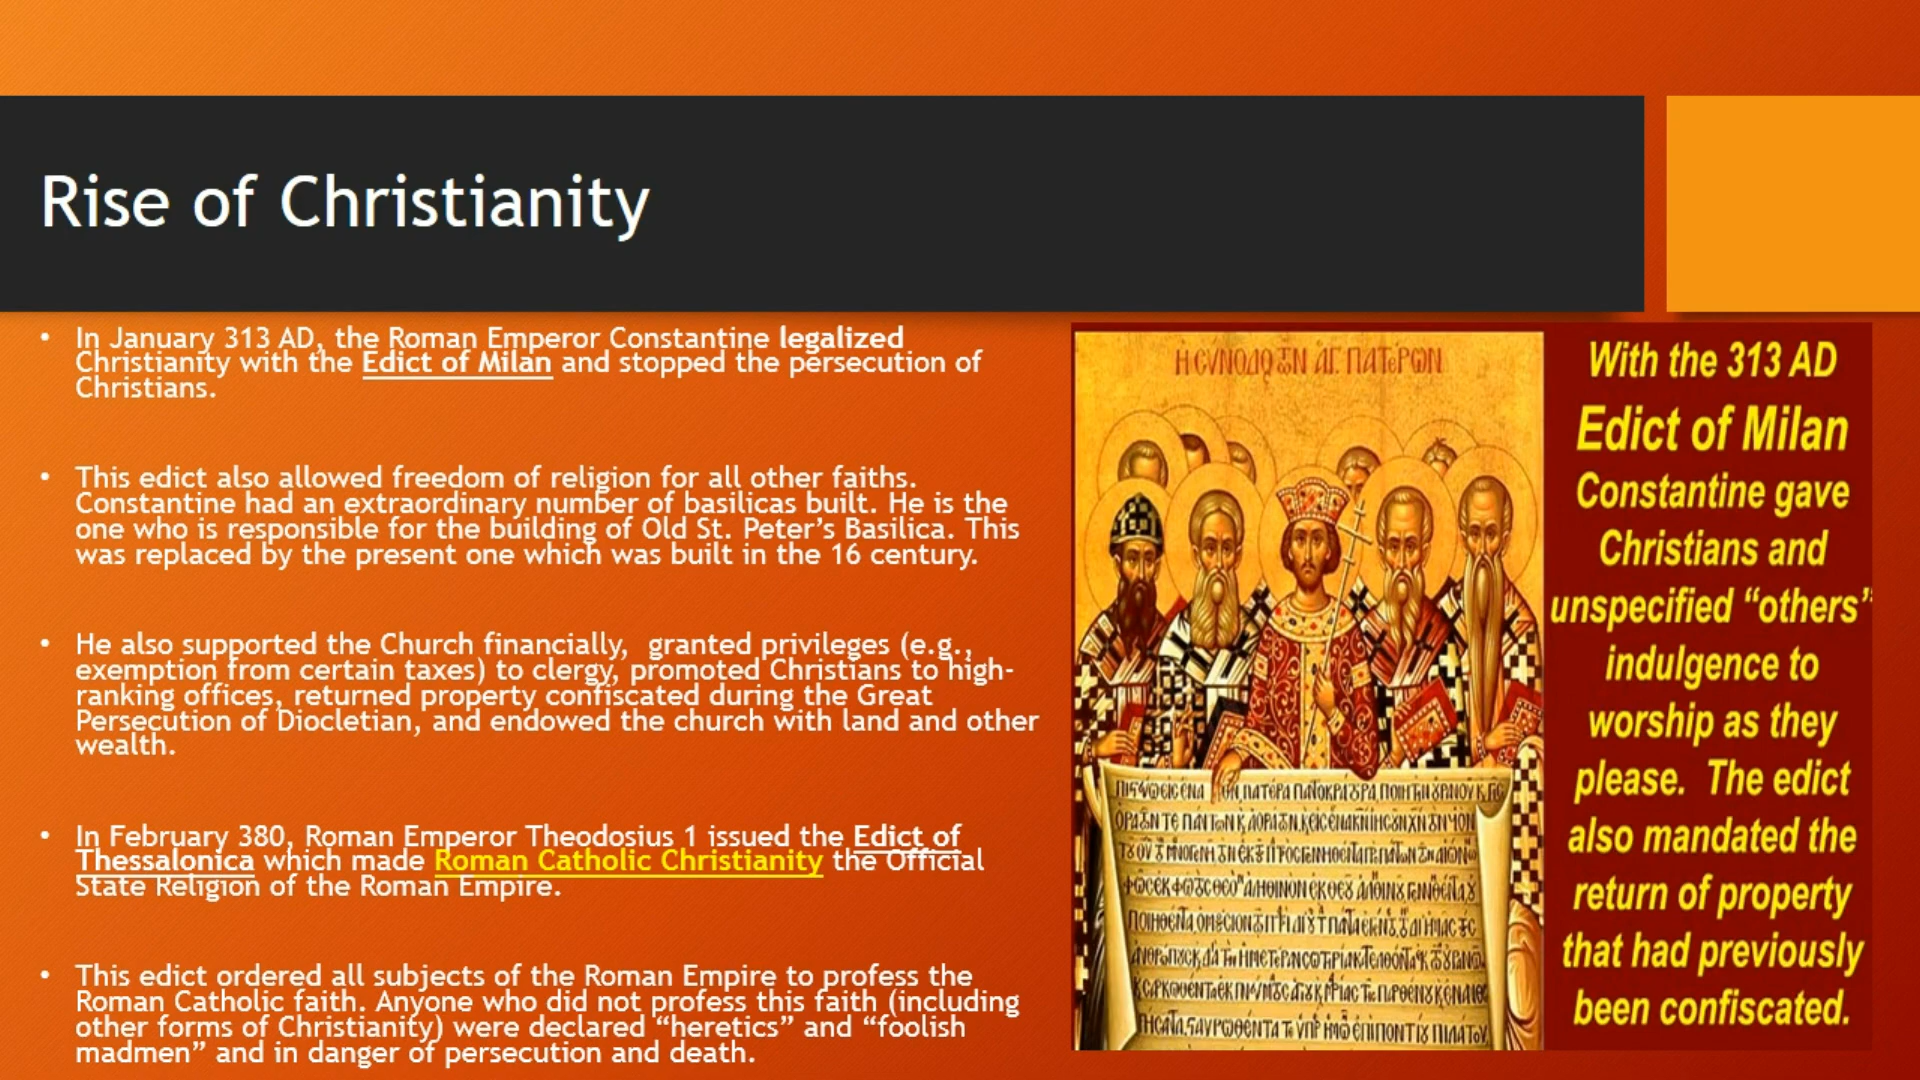 Rise of Christianity
• In January 313 AD, the Roman Emperor Constantine legalized
Christianity with the Edict of Milan and stopped the persecution of
Christians.
• This edict also allowed freedom of religion for all other faiths.
Constantine had an extraordinary number of basilicas built. He is the
one who is responsible for the building of Old St. Peter’s Basilica. This
was replaced by the present one which was built in the 16 century.
• He also supported the Church financially, granted privileges (e.g.,
exemption from certain taxes) to clergy, promoted Christians to high-
ranking offices, returned property confiscated during the Great
Persecution of Diocletian, and endowed the church with land and other
wealth.
• In February 380, Roman Emperor Theodosius 1 issued the Edict of
Thessalonica which made Roman Catholic Christianity the Official
State Religion of the Roman Empire.
• This edict ordered all subjects of the Roman Empire to profess the
Roman Catholic faith. Anyone who did not profess this faith (including
other forms of Christianity) were declared “heretics” and “foolish
madmen” and in danger of persecution and death.
With the 313 AD
Edict of Milan
Constantine gave
Christians and
unspecified “others”
indulgence to
worship as they
please. The edict
also mandated the
return of property
that had previously
been confiscated.